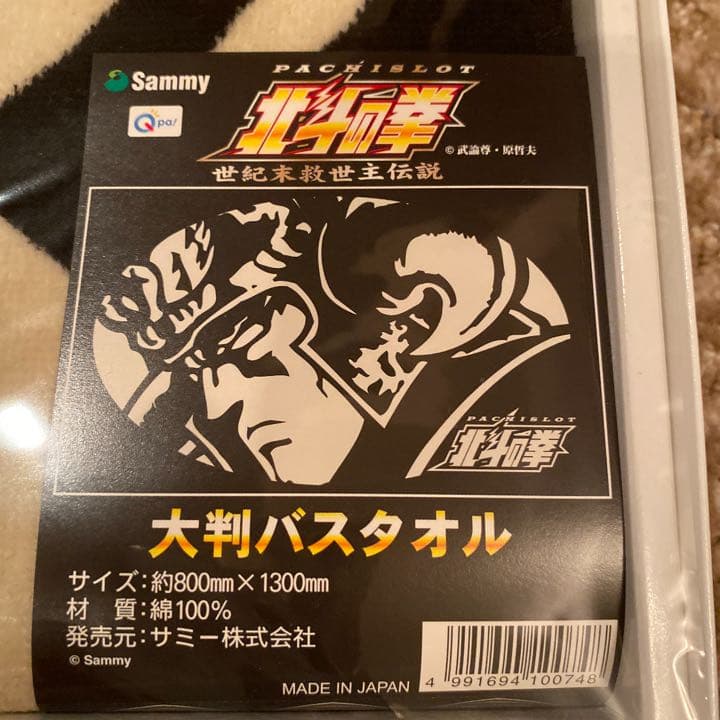 Sammy
Qpa!
PACHISLOT
北斗の拳
©武論尊・原哲夫
世紀末救世主伝説
PACHISLOT
北斗の拳
大判バスタオル
サイズ:約800mm×1300mm
材 質:綿100%
発売元:サミー株式会社
© Sammy
MADE IN JAPAN
4 991694 100748